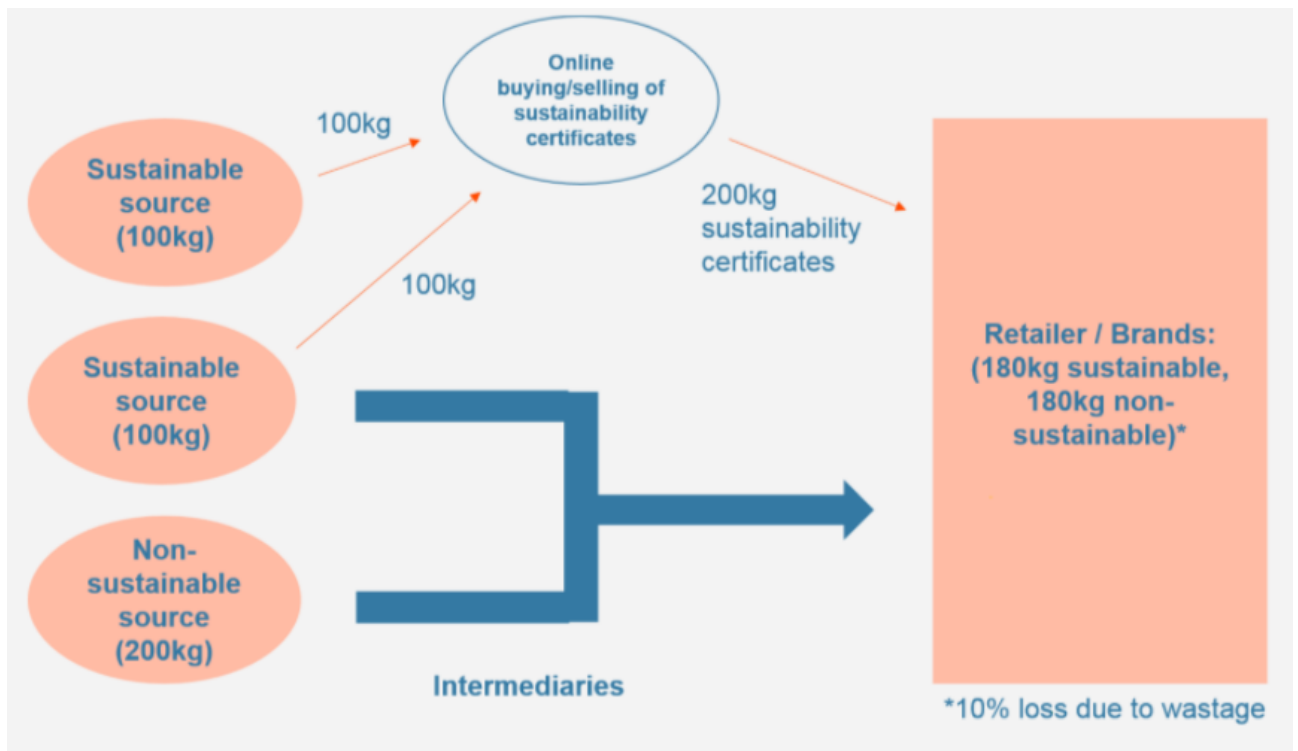 Online
buying/selling of
sustainability
certificates
100kg
Sustainable
source
(100kg)
200kg
sustainability
certificates
100kg
Sustainable
source
(100kg)
Retailer / Brands:
(180kg sustainable,
180kg non-
sustainable)*
Non-
sustainable
source
(200kg)
Intermediaries
*10% loss due to wastage